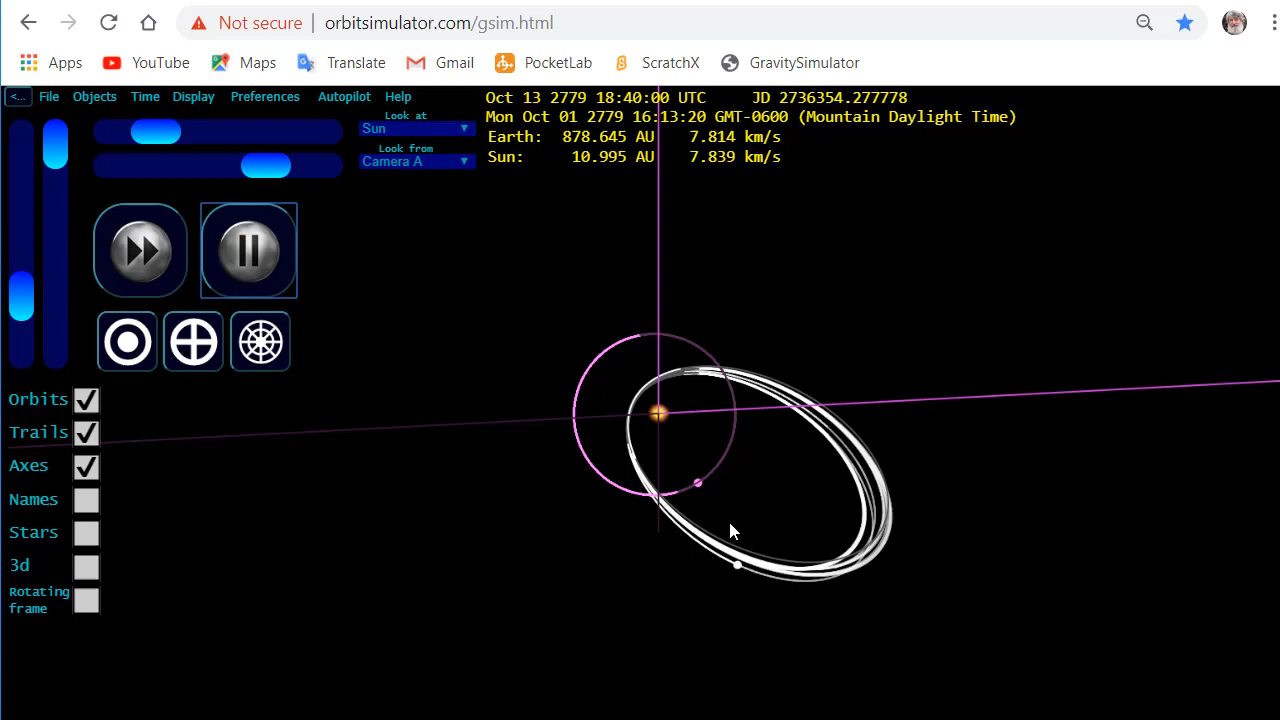 Not secure | orbitsimulator.com/gsim.html
Apps YouTube Maps Translate Gmail PocketLab ScratchX GravitySimulator
<... File Objects Time Display Preferences Autopilot Help
Oct 13 2779 18:40:00 UTC JD 2736354.277778
Mon Oct 01 2779 16:13:20 GMT-0600 (Mountain Daylight Time)
Earth: 878.645 AU 7.814 km/s
Sun: 10.995 AU 7.839 km/s
Look at
Sun
Look from
Camera A
Orbits
Trails
Axes
Names
Stars
3d
Rotating
frame